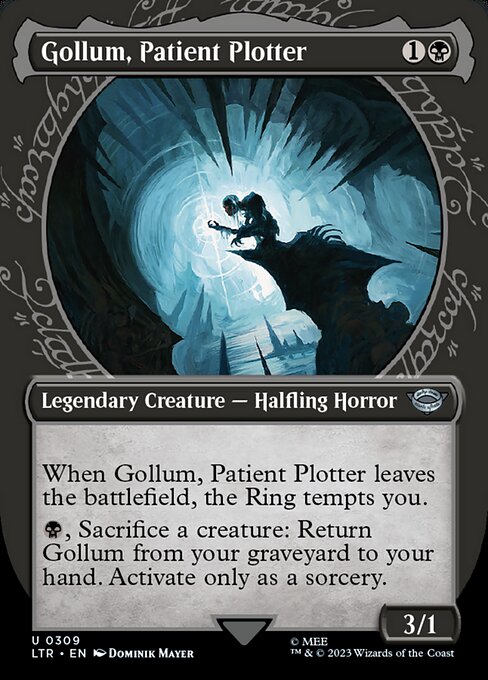 Gollum, Patient Plotter 1
Legendary Creature — Halfling Horror
When Gollum, Patient Plotter leaves
the battlefield, the Ring tempts you.
, Sacrifice a creature: Return
Gollum from your graveyard to your
hand. Activate only as a sorcery.
3/1
U 0309
LTR • EN DOMINIK MAYER
© MEE
™ & © 2023 Wizards of the Coast